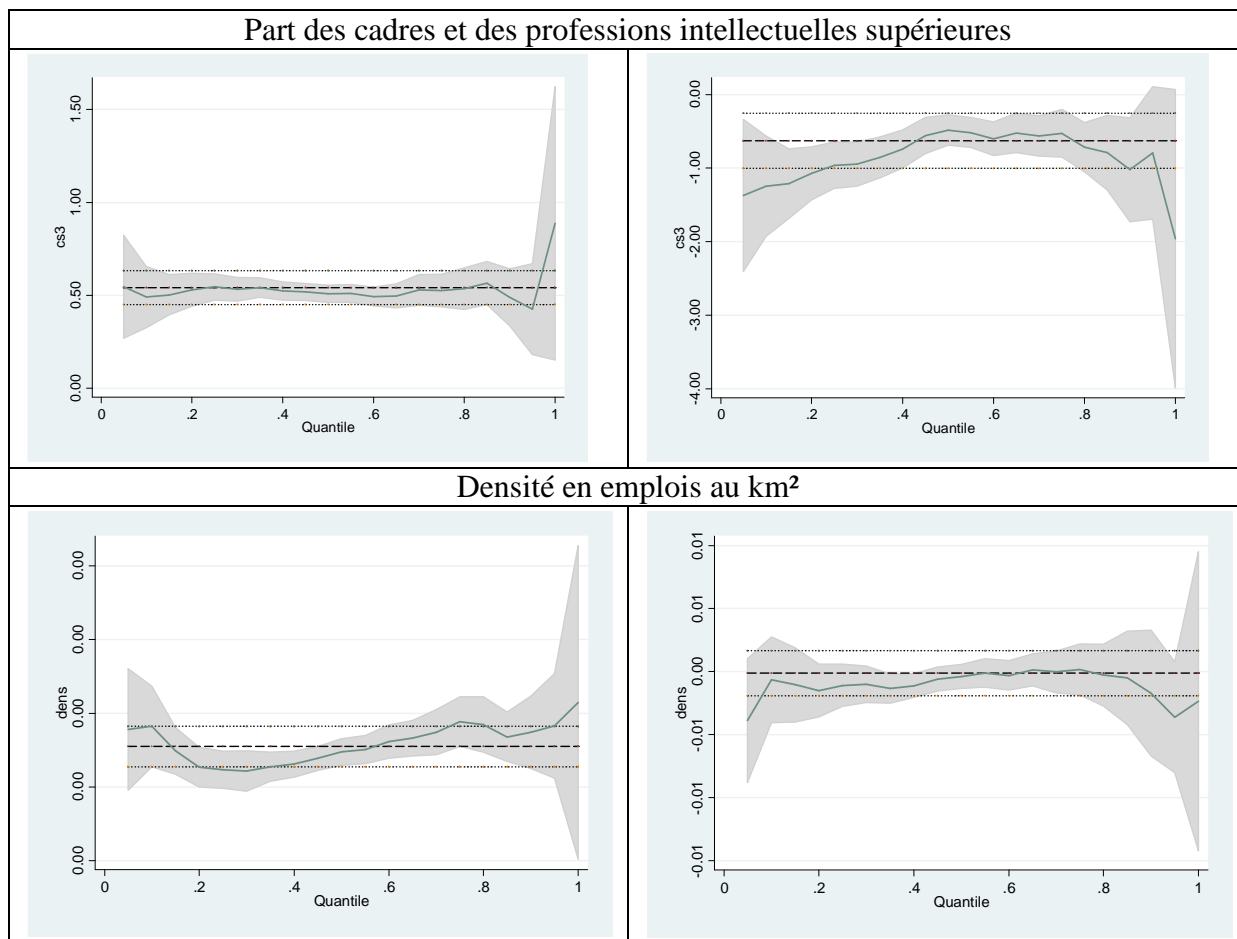 Part des cadres et des professions intellectuelles supérieures
1.50
1.00
0.50
0.00
cs3
0 .2 .4 .6 .8 1
Quantile
0.00
-1.00
-2.00
-3.00
-4.00
cs3
0 .2 .4 .6 .8 1
Quantile
Densité en emplois au km²
0.00
0.00
0.00
0.00
0.00
dens
0 .2 .4 .6 .8 1
Quantile
0.01
0.01
0.00
-0.01
-0.01
-0.01
dens
0 .2 .4 .6 .8 1
Quantile